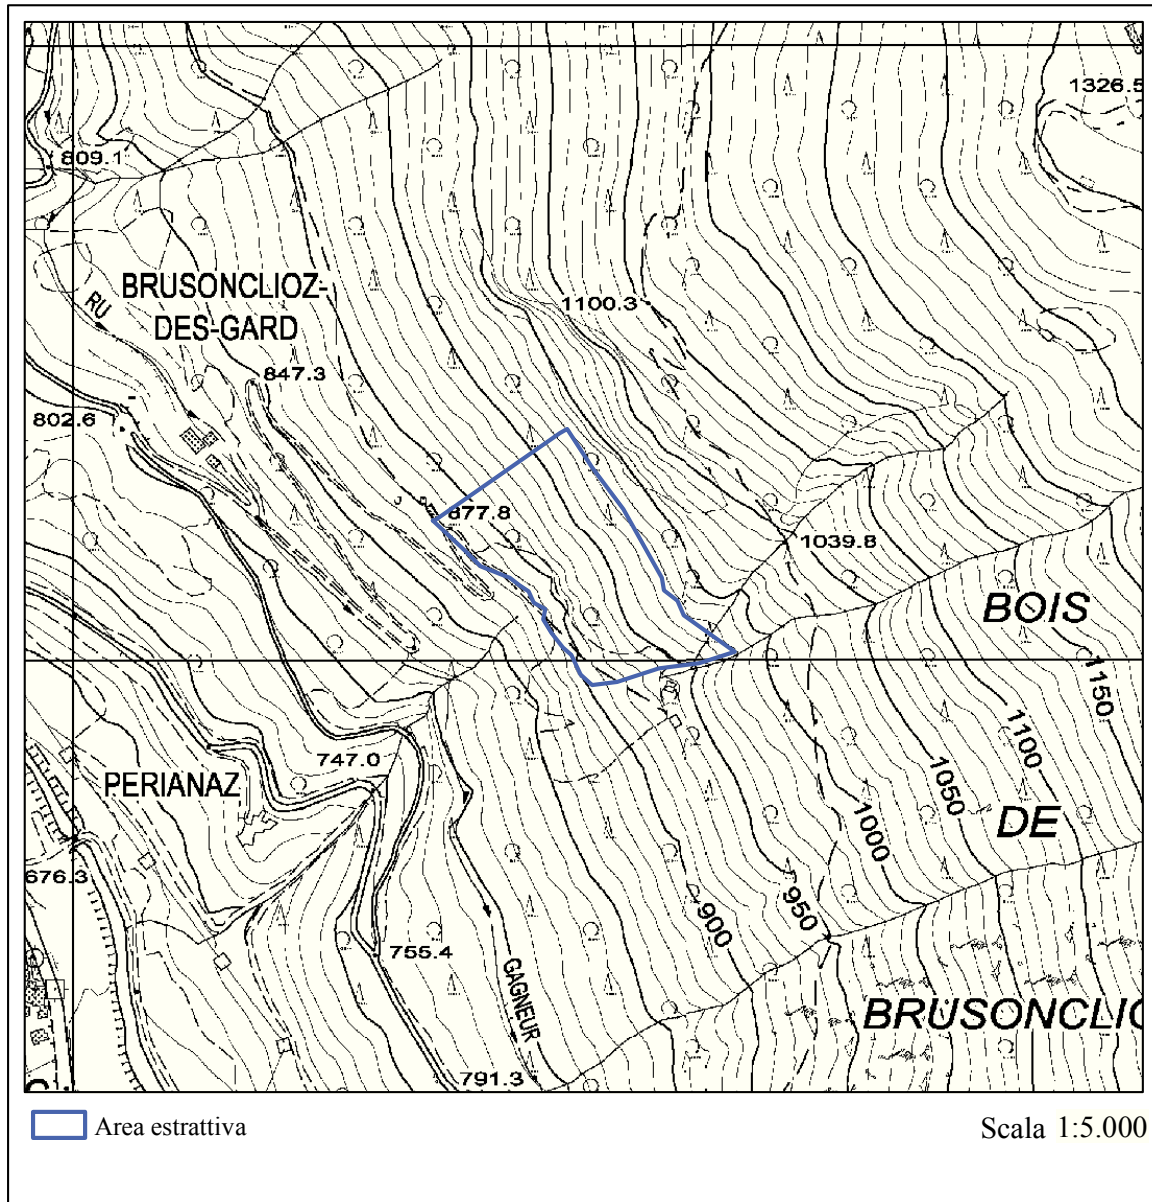 1326.5
809.1
BRUSONCLIOZ-
DES-GARD
RU
1100.3
847.3
802.6
877.8
1039.8
BOIS
1150
1100
1050
1000
950
900
747.0
PERIANAZ
DE
676.3
755.4
GAGNEUR
BRUSONCLIO
791.3
Area estrattiva
Scala 1:5.000